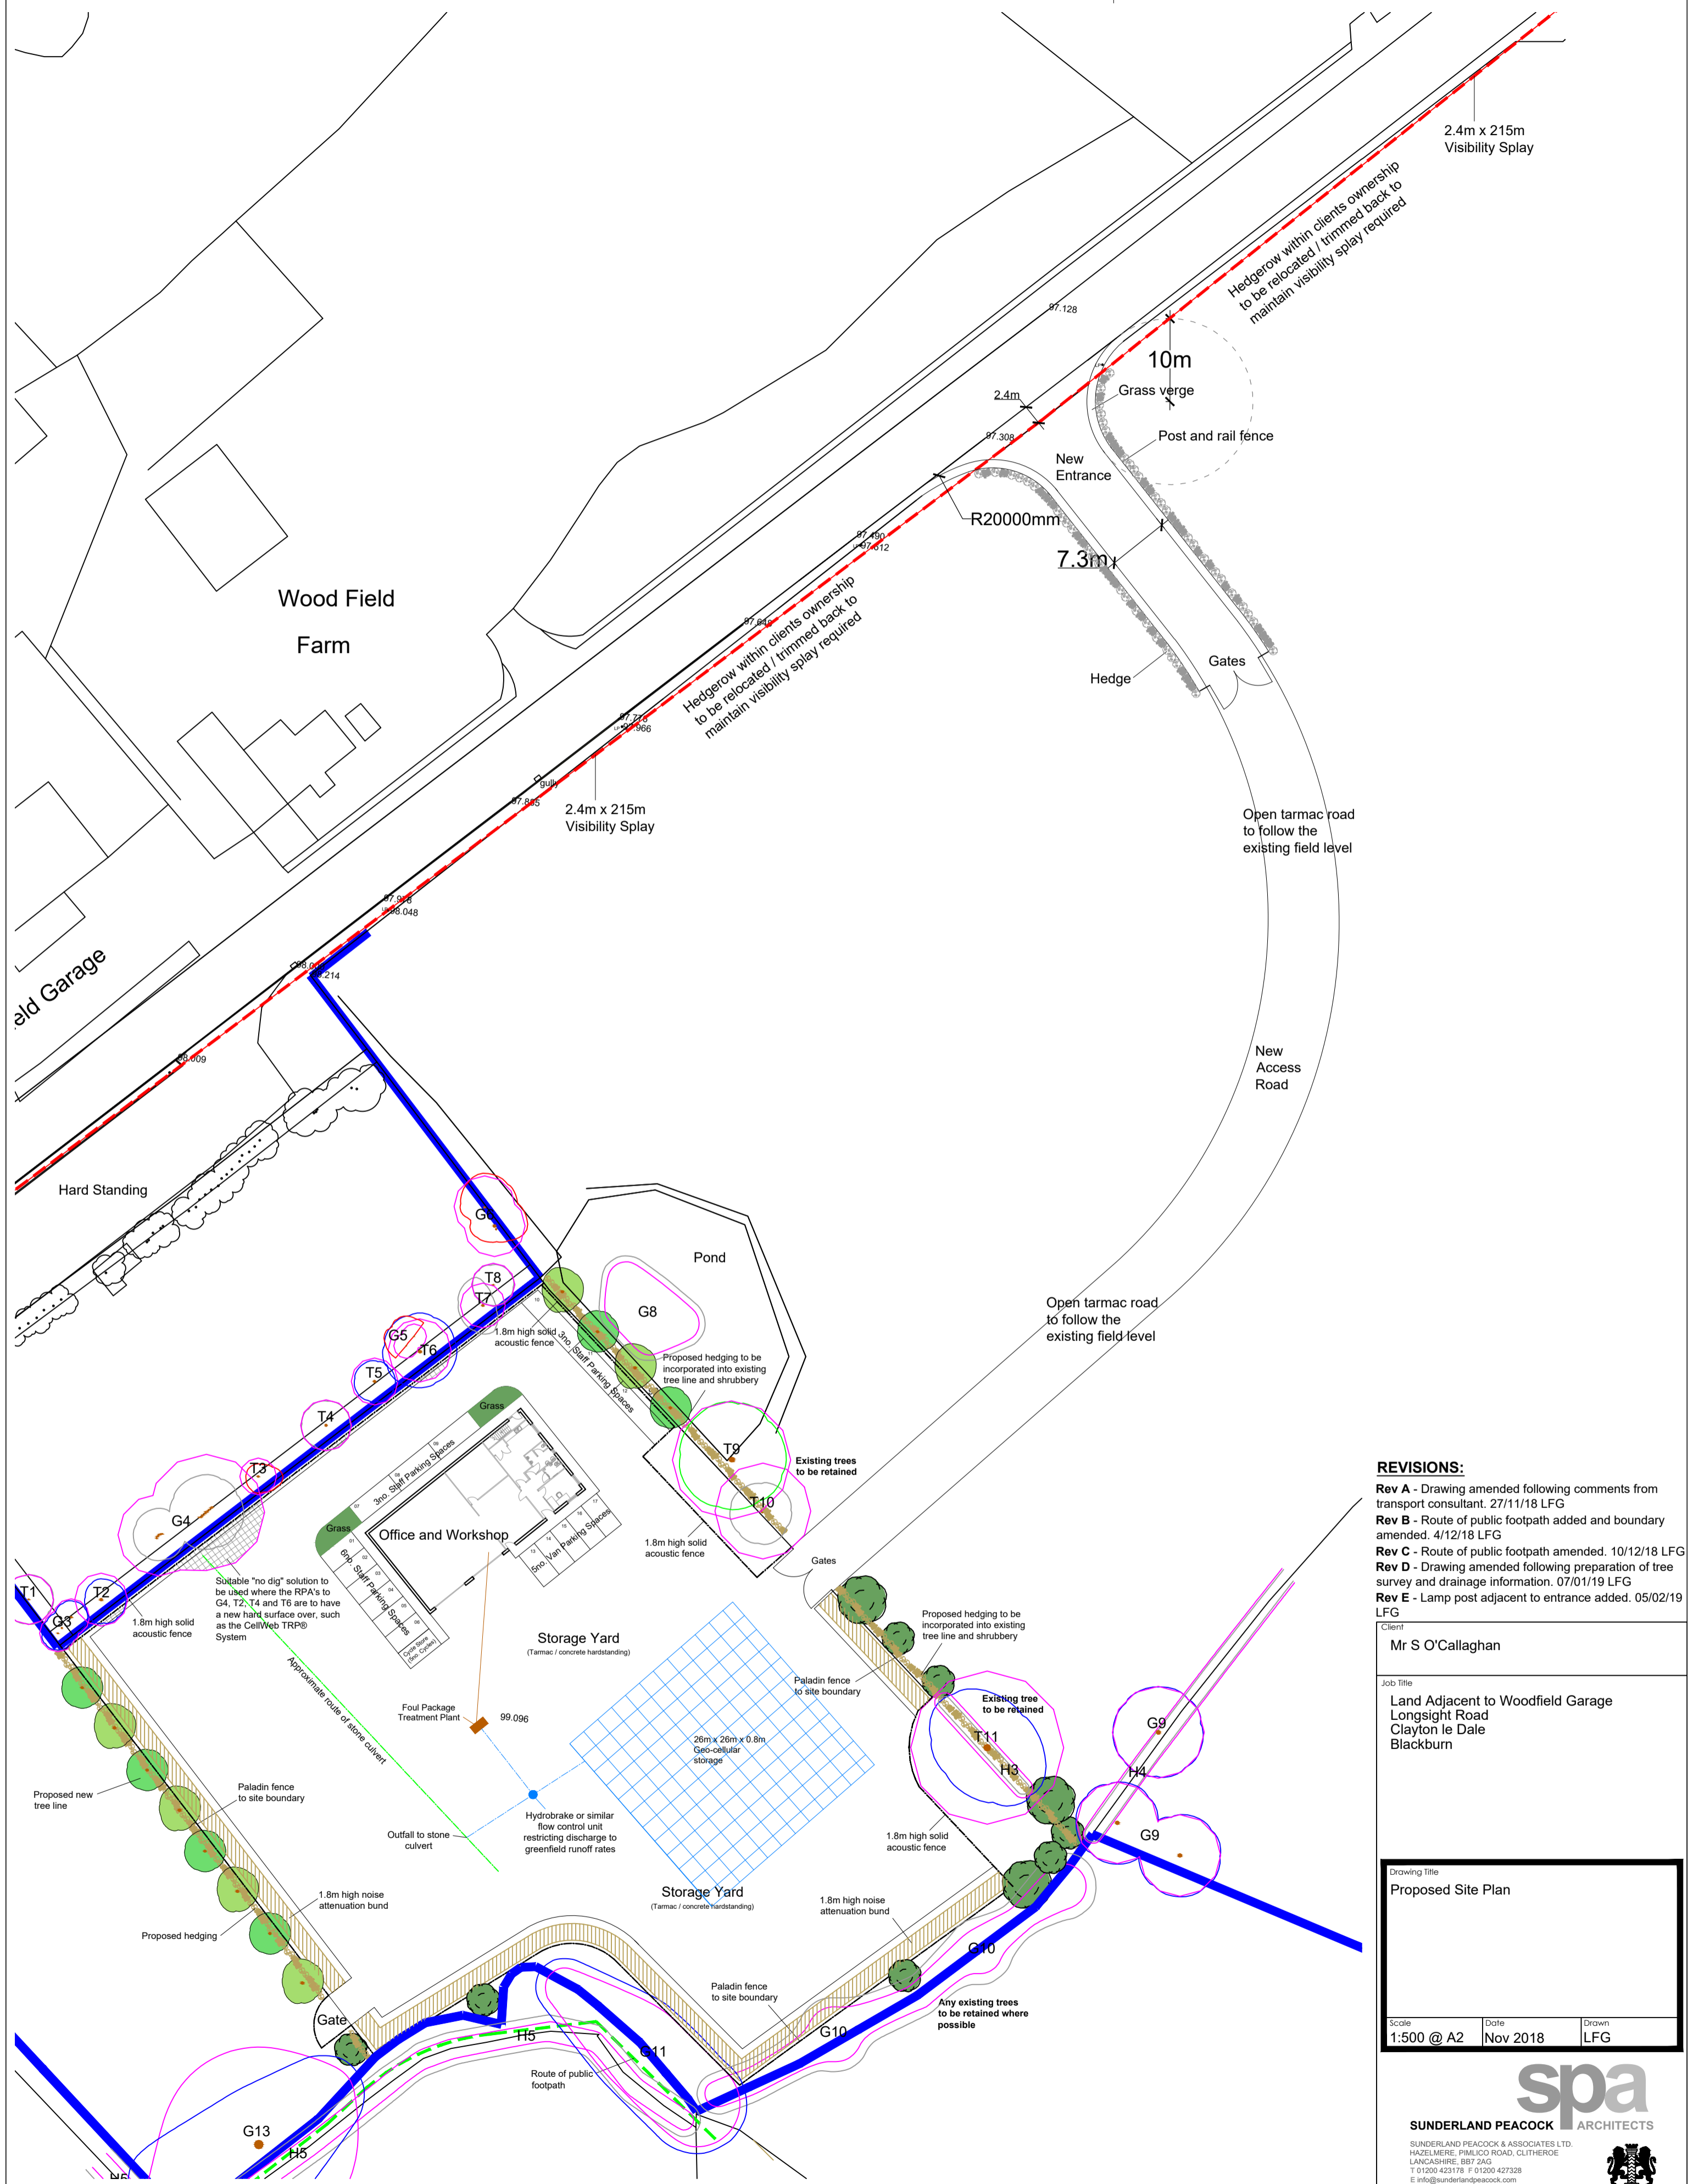 2.4m x 215m
Visibility Splay
Hedgerow within clients ownership
to be relocated / trimmed back to
maintain visibility splay required
97.128
10m
Grass verge
2.4m
97.308
Post and rail fence
New
Entrance
R20000mm
97.490
97.612
7.3m
Wood Field
Farm
97.648
Hedgerow within clients ownership
to be relocated / trimmed back to
maintain visibility splay required
Gates
Hedge
97.966
gully
2.4m x 215m
Visibility Splay
Open tarmac road
to follow the
existing field level
98.048
eld Garage
New
Access
Road
Hard Standing
Pond
G8
T8
T7
G5
T6
T5
T4
T3
G4
1.8m high solid
acoustic fence
3no. Staff Parking Spaces
Proposed hedging to be
incorporated into existing
tree line and shrubbery
Open tarmac road
to follow the
existing field level
Grass
3no. Staff Parking Spaces
T9
Existing trees
to be retained
T10
Grass
Office and Workshop
5no. Van Parking Spaces
6no. Staff Parking Spaces
Cycle Store
(5no. Cycles)
1.8m high solid
acoustic fence
Gates
T1
T2
G3
1.8m high solid
acoustic fence
Suitable "no dig" solution to
be used where the RPA's to
G4, T2, T4 and T6 are to have
a new hard surface over, such
as the CellWeb TRP®
System
Storage Yard
(Tarmac / concrete hardstanding)
Proposed hedging to be
incorporated into existing
tree line and shrubbery
Approximate route of stone culvert
Paladin fence
to site boundary
Existing tree
to be retained
Foul Package
Treatment Plant
99.096
26m x 26m x 0.8m
Geo-cellular
storage
T11
H3
G9
H4
G9
Proposed new
tree line
Paladin fence
to site boundary
Outfall to stone
culvert
Hydrobrake or similar
flow control unit
restricting discharge to
greenfield runoff rates
1.8m high solid
acoustic fence
Storage Yard
(Tarmac / concrete hardstanding)
1.8m high noise
attenuation bund
1.8m high noise
attenuation bund
Proposed hedging
G10
Paladin fence
to site boundary
Any existing trees
to be retained where
possible
Gate
H5
G11
G10
Route of public
footpath
G13
H5
REVISIONS:
Rev A - Drawing amended following comments from
transport consultant. 27/11/18 LFG
Rev B - Route of public footpath added and boundary
amended. 4/12/18 LFG
Rev C - Route of public footpath amended. 10/12/18 LFG
Rev D - Drawing amended following preparation of tree
survey and drainage information. 07/01/19 LFG
Rev E - Lamp post adjacent to entrance added. 05/02/19
LFG
Client
Mr S O'Callaghan
Job Title
Land Adjacent to Woodfield Garage
Longsight Road
Clayton le Dale
Blackburn
Drawing Title
Proposed Site Plan
Scale
1:500 @ A2
Date
Nov 2018
Drawn
LFG
spa
SUNDERLAND PEACOCK ARCHITECTS
SUNDERLAND PEACOCK & ASSOCIATES LTD.
HAZELMERE, PIMLICO ROAD, CLITHEROE
LANCASHIRE, BB7 2AG
T 01200 423178 F 01200 427328
E info@sunderlandpeacock.com